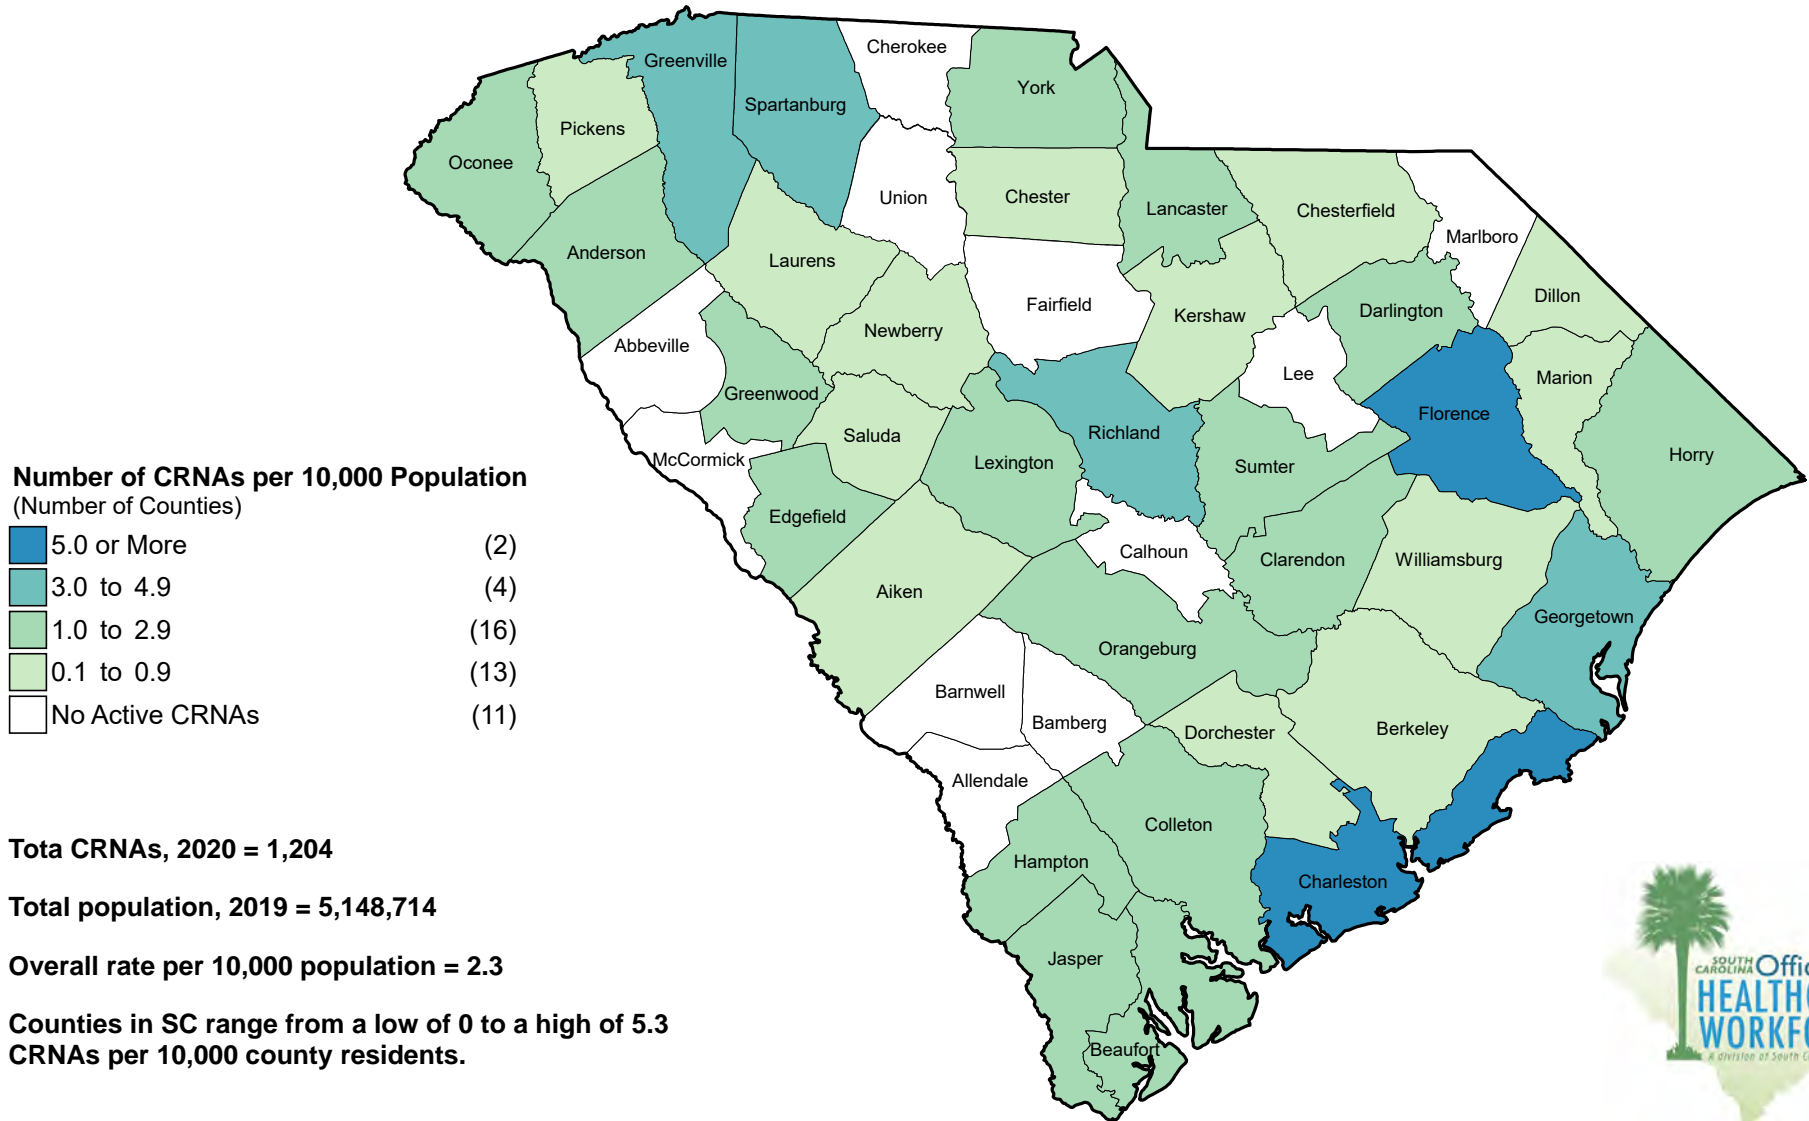 Cherokee
Greenville
York
Spartanburg
Pickens
Oconee
Union
Chester
Lancaster
Chesterfield
Marlboro
Anderson
Laurens
Dillon
Fairfield
Darlington
Kershaw
Newberry
Abbeville
Lee
Marion
Greenwood
Florence
Richland
Saluda
Horry
McCormick
Lexington
Sumter
Edgefield
Calhoun
Clarendon
Williamsburg
Aiken
Georgetown
Orangeburg
Barnwell
Bamberg
Dorchester
Berkeley
Allendale
Colleton
Hampton
Charleston
Jasper
Beaufort
Number of CRNAs per 10,000 Population
(Number of Counties)
5.0 or More (2)
3.0 to 4.9 (4)
1.0 to 2.9 (16)
0.1 to 0.9 (13)
No Active CRNAs (11)
Tota CRNAs, 2020 = 1,204
Total population, 2019 = 5,148,714
Overall rate per 10,000 population = 2.3
Counties in SC range from a low of 0 to a high of 5.3
CRNAs per 10,000 county residents.
SOUTH
CAROLINA Offic
HEALTHC
WORKFO
A division of South C